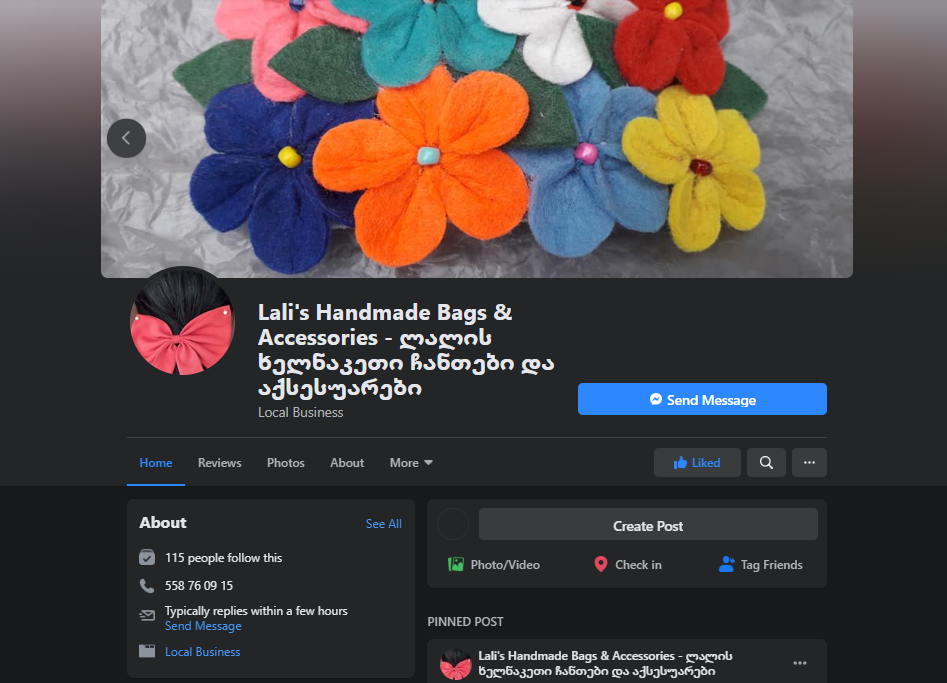 Lali's Handmade Bags &
Accessories - ლალის
ხელნაკეთი ჩანთები და
აქსესუარები
Local Business
Send Message
Home Reviews Photos About More
Liked
About See All
115 people follow this
558 76 09 15
Typically replies within a few hours
Send Message
Local Business
Create Post
Photo/Video Check in Tag Friends
PINNED POST
Lali's Handmade Bags & Accessories - ლალის
ხელნაკეთი ჩანთები და აქსესუარები